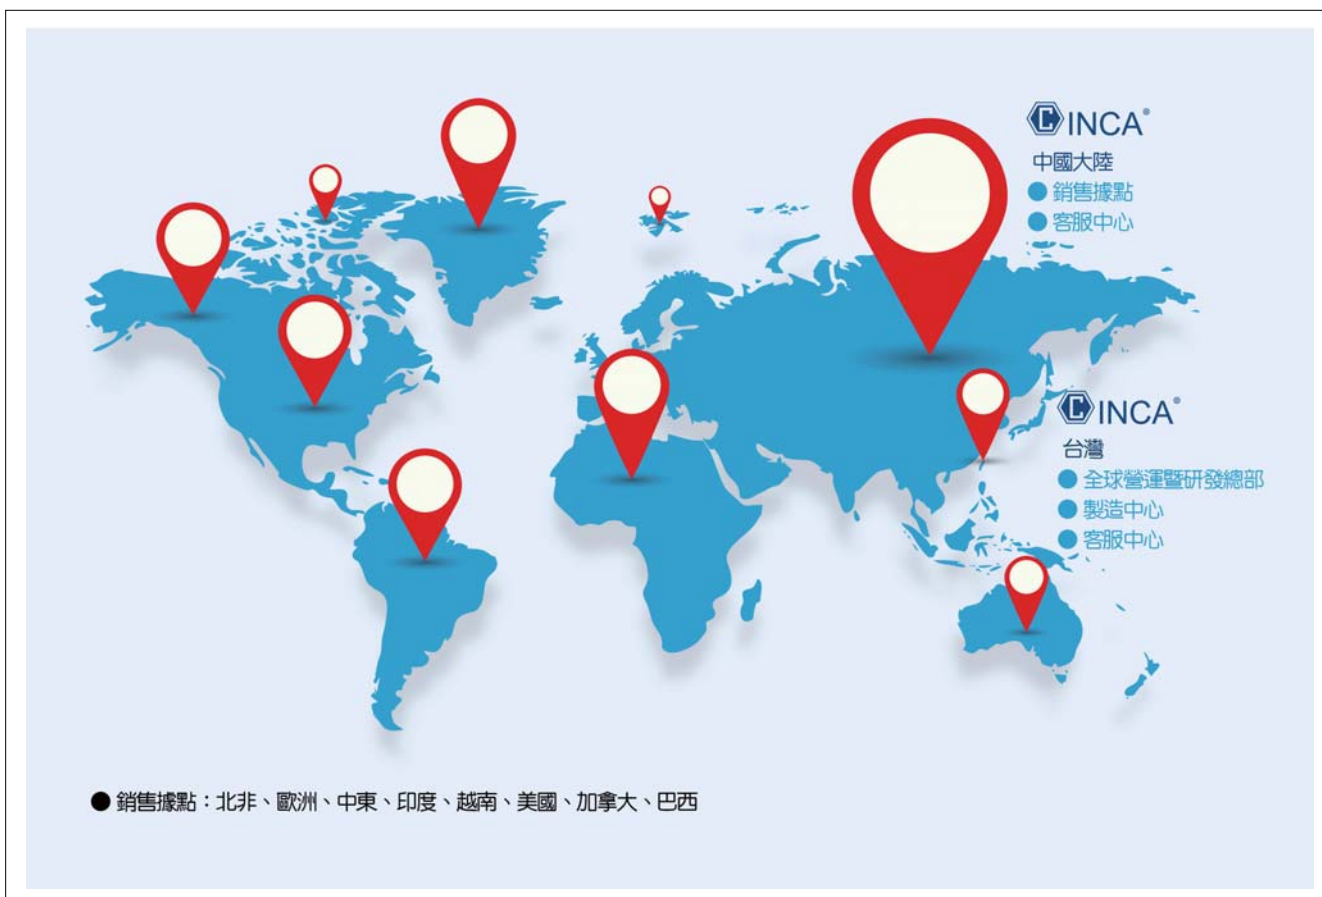 C INCA®
中國大陸
● 銷售據點
● 客服中心
C INCA®
台灣
● 全球營運暨研發總部
● 製造中心
● 客服中心
● 銷售據點：北非、歐洲、中東、印度、越南、美國、加拿大、巴西